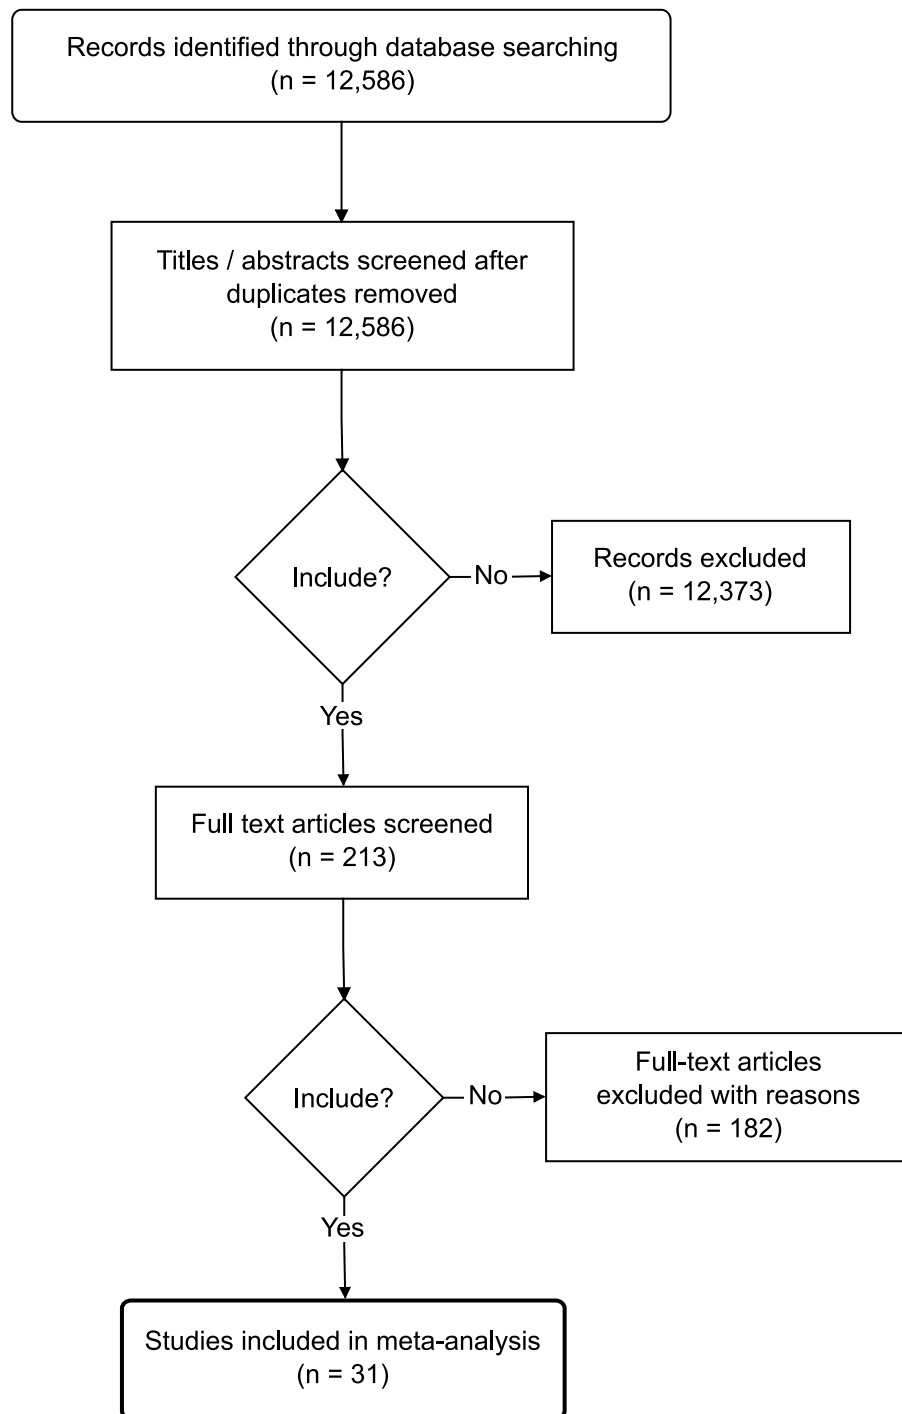 Records identified through database searching
(n = 12,586)
Titles / abstracts screened after
duplicates removed
(n = 12,586)
Include?
No
Records excluded
(n = 12,373)
Yes
Full text articles screened
(n = 213)
Include?
No
Full-text articles
excluded with reasons
(n = 182)
Yes
Studies included in meta-analysis
(n = 31)